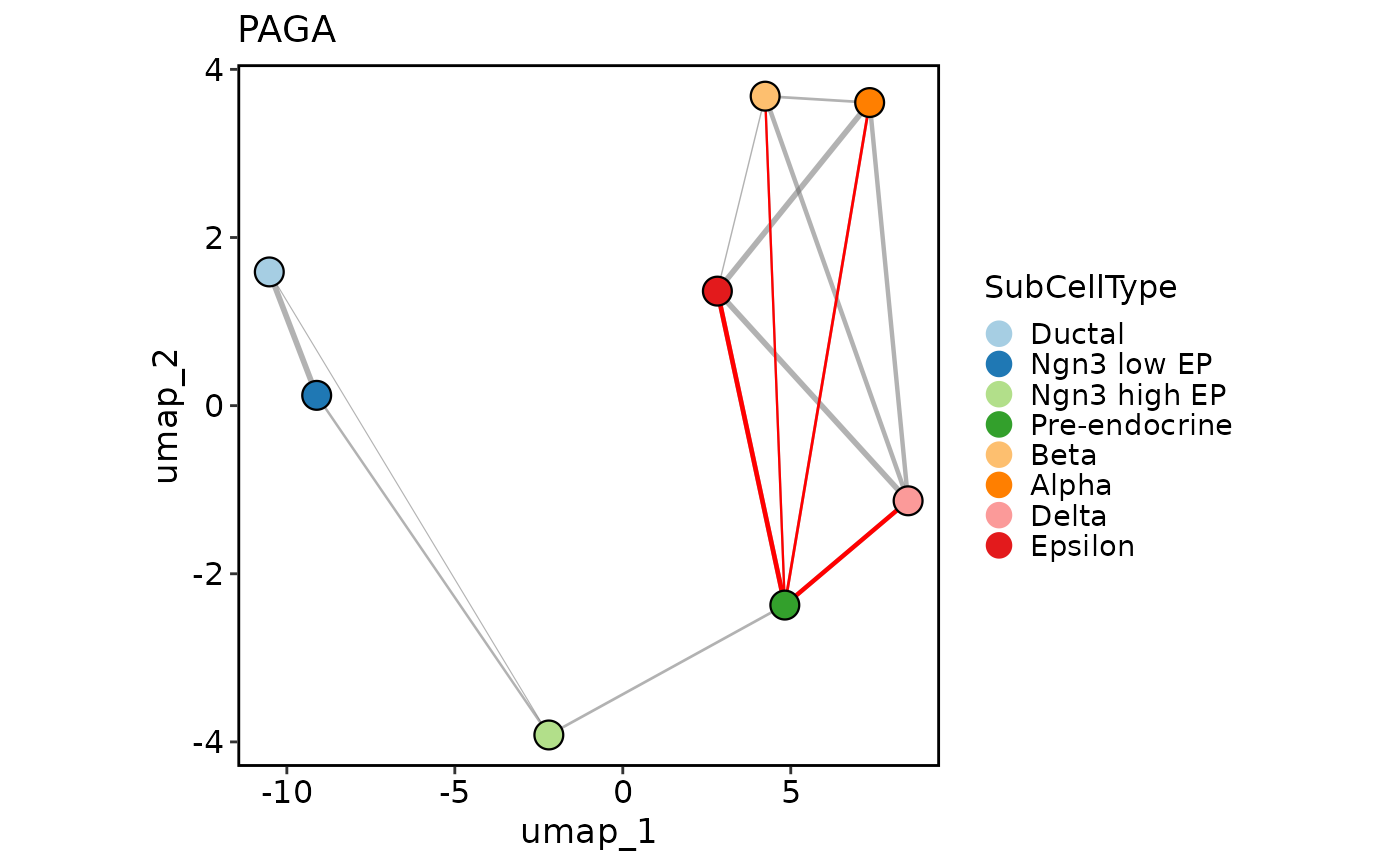 PAGA
4
2
0
-2
-4
umap_2
-10
-5
0
5
umap_1
SubCellType
Ductal
Ngn3 low EP
Ngn3 high EP
Pre-endocrine
Beta
Alpha
Delta
Epsilon